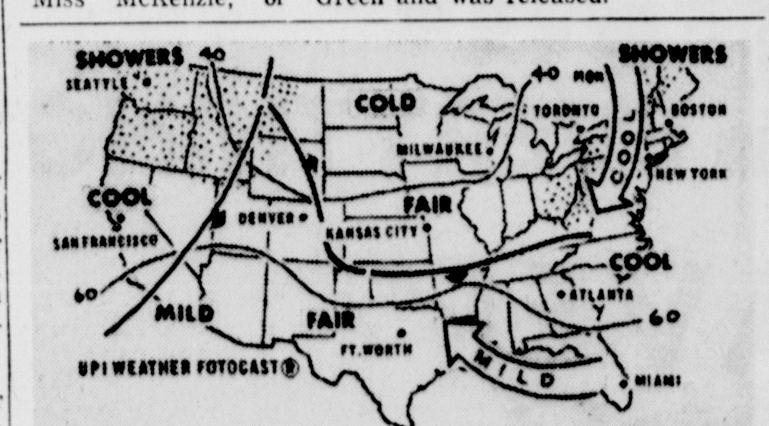 Miss McKenzie, of Green and was released.
SHOWERS 40
SHOWERS
SEATTLE
COLD
40
MON
TORONTO
BOSTON
COOL
MILWAUKEE
NEW YORK
COOL
FAIR
DENVER
KANSAS CITY
SAN FRANCISCO
COOL
60
ATLANTA
MILD
FAIR
60
FT. WORTH
UPI WEATHER FOTOCAST®
MILD
MIAMI